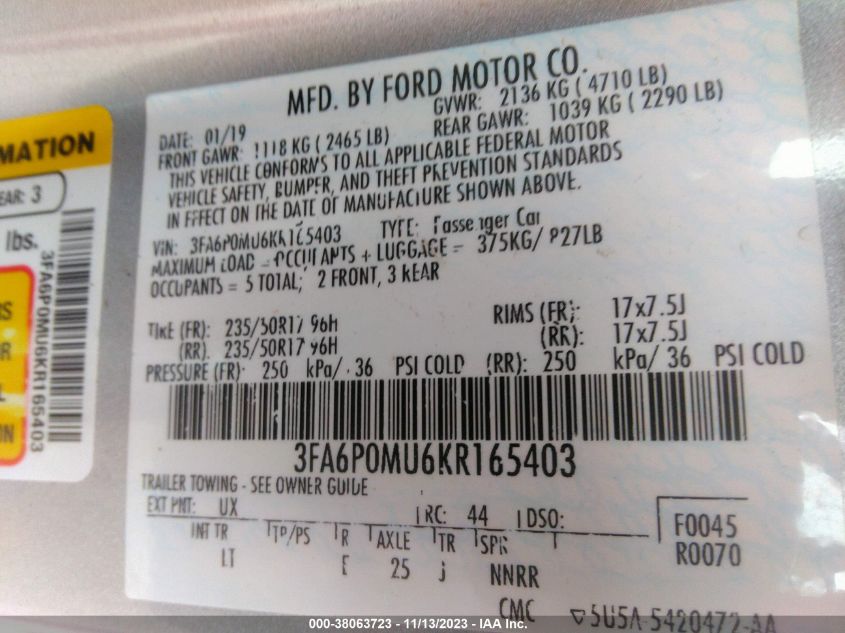 MATION
EAR: 3
lbs.
RS
OR
L
ON
3FA6P0MU6KR165403
MFD. BY FORD MOTOR CO.
DATE: 01/19 GVWR: 2136 KG ( 4710 LB)
FRONT GAWR: 1118 KG ( 2465 LB) REAR GAWR: 1039 KG ( 2290 LB)
THIS VEHICLE CONFORMS TO ALL APPLICABLE FEDERAL MOTOR
VEHICLE SAFETY, BUMPER, AND THEFT PREVENTION STANDARDS
IN EFFECT ON THE DATE OF MANUFACTURE SHOWN ABOVE.
VIN: 3FA6P0MU6KR165403 TYPE: Passenger Car
MAXIMUM LOAD = OCCUPANTS + LUGGAGE = 375KG/ 827LB
OCCUPANTS = 5 TOTAL; 2 FRONT, 3 REAR
TIRE (FR): 235/50R17 96H RIMS (FR): 17x7.5J
(RR). 235/50R17 96H (RR): 17x7.5J
PRESSURE (FR): 250 kPa/ 36 PSI COLD (RR): 250 kPa/ 36 PSI COLD
3FA6P0MU6KR165403
TRAILER TOWING - SEE OWNER GUIDE
EXT PNT: UX RC: 44 DSO: F0045
INT TR TP/PS R AXLE TR SPR R0070
LT E 25 J NNRR
CMC 5U5A-5420472-AA
000-38063723 - 11/13/2023 - IAA Inc.